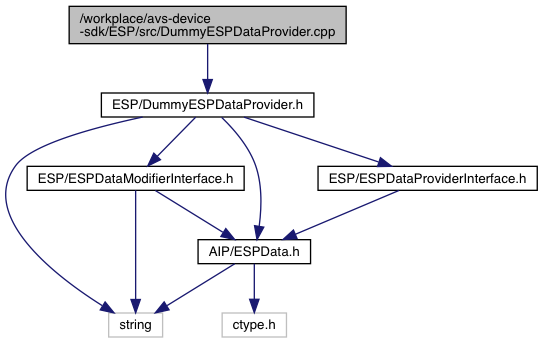 /workplace/avs-device
-sdk/ESP/src/DummyESPDataProvider.cpp
ESP/DummyESPDataProvider.h
ESP/ESPDataModifierInterface.h
ESP/ESPDataProviderInterface.h
AIP/ESPData.h
string
ctype.h